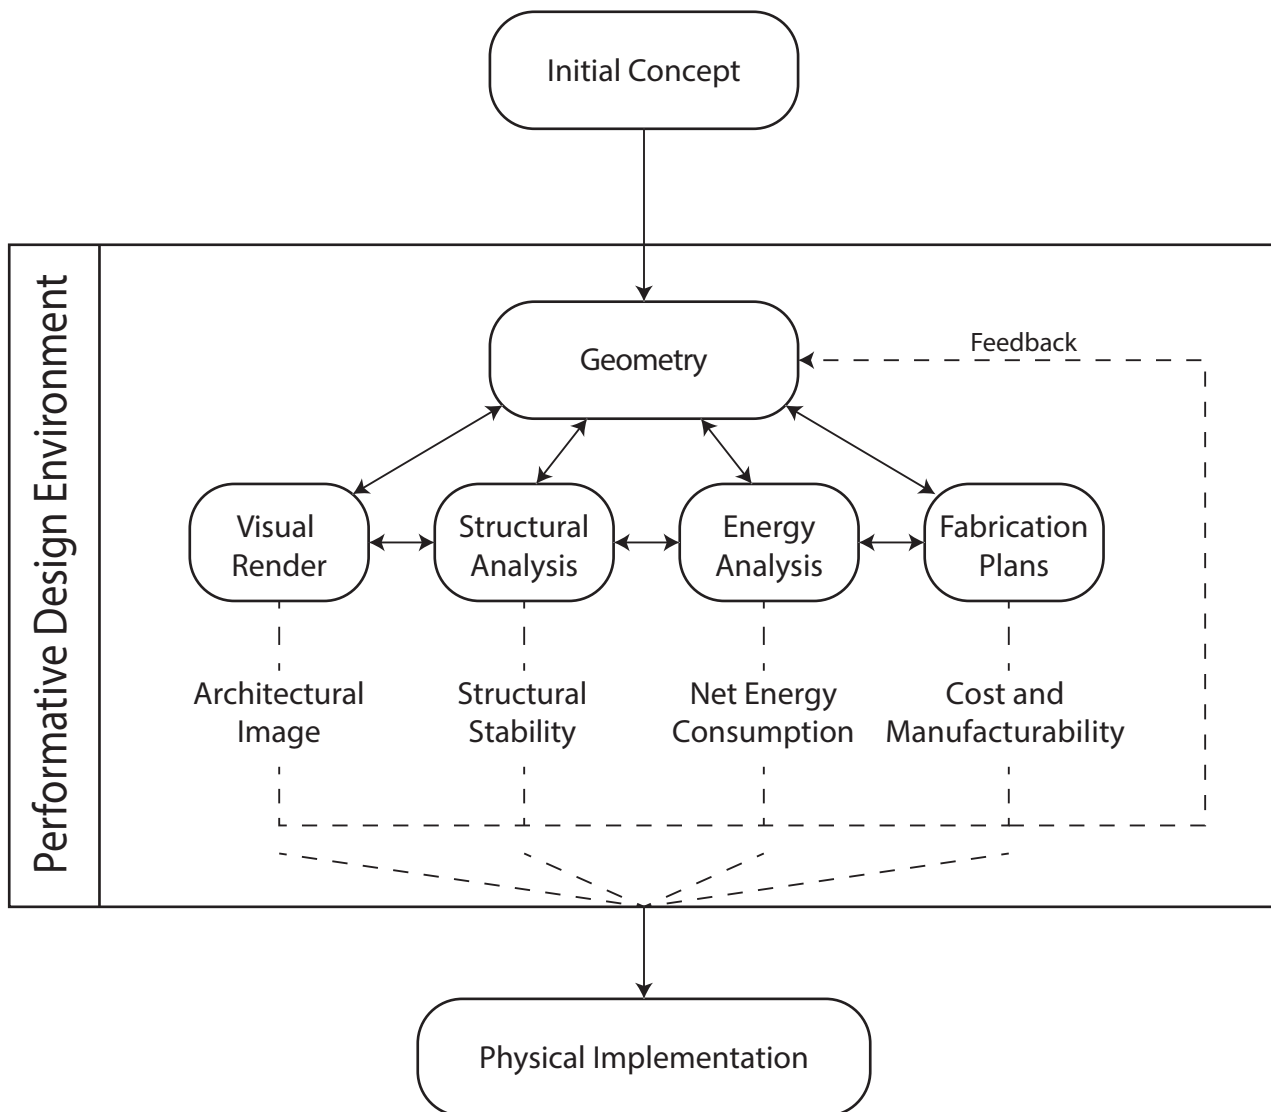 Initial Concept
Performative Design Environment
Geometry
Feedback
Visual
Render
Structural
Analysis
Energy
Analysis
Fabrication
Plans
Architectural
Image
Structural
Stability
Net Energy
Consumption
Cost and
Manufacturability
Physical Implementation